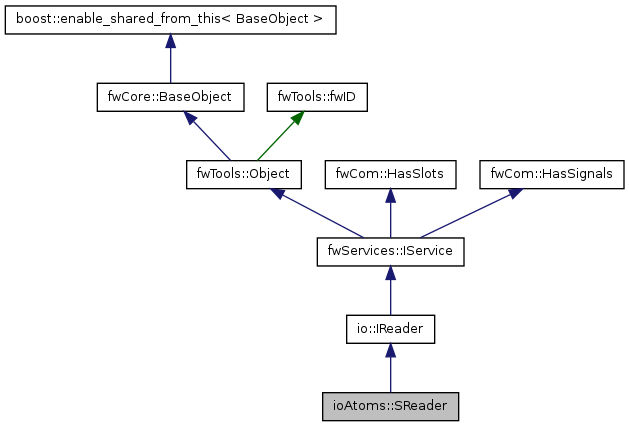 boost::enable_shared_from_this< BaseObject >
fwCore::BaseObject
fwTools::fwID
fwTools::Object
fwCom::HasSlots
fwCom::HasSignals
fwServices::IService
io::IReader
ioAtoms::SReader